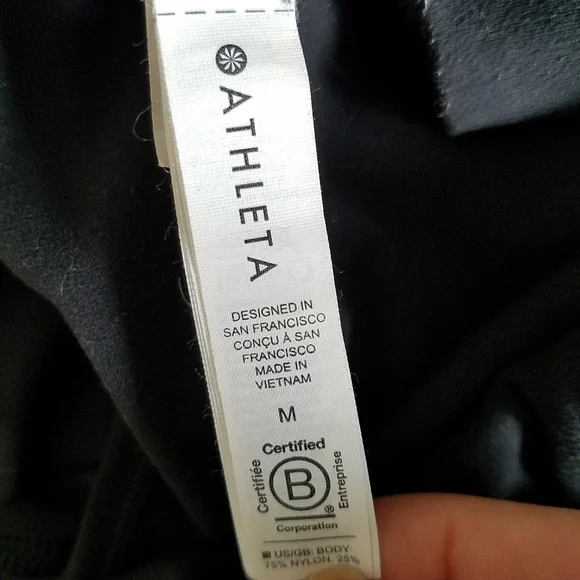 ATHLETA
DESIGNED IN
SAN FRANCISCO
CONÇU À SAN
FRANCISCO
MADE IN
VIETNAM
M
Certified
Certifiée
B
Entreprise
®
Corporation
US/GB: BODY:
75% NYLON, 25%